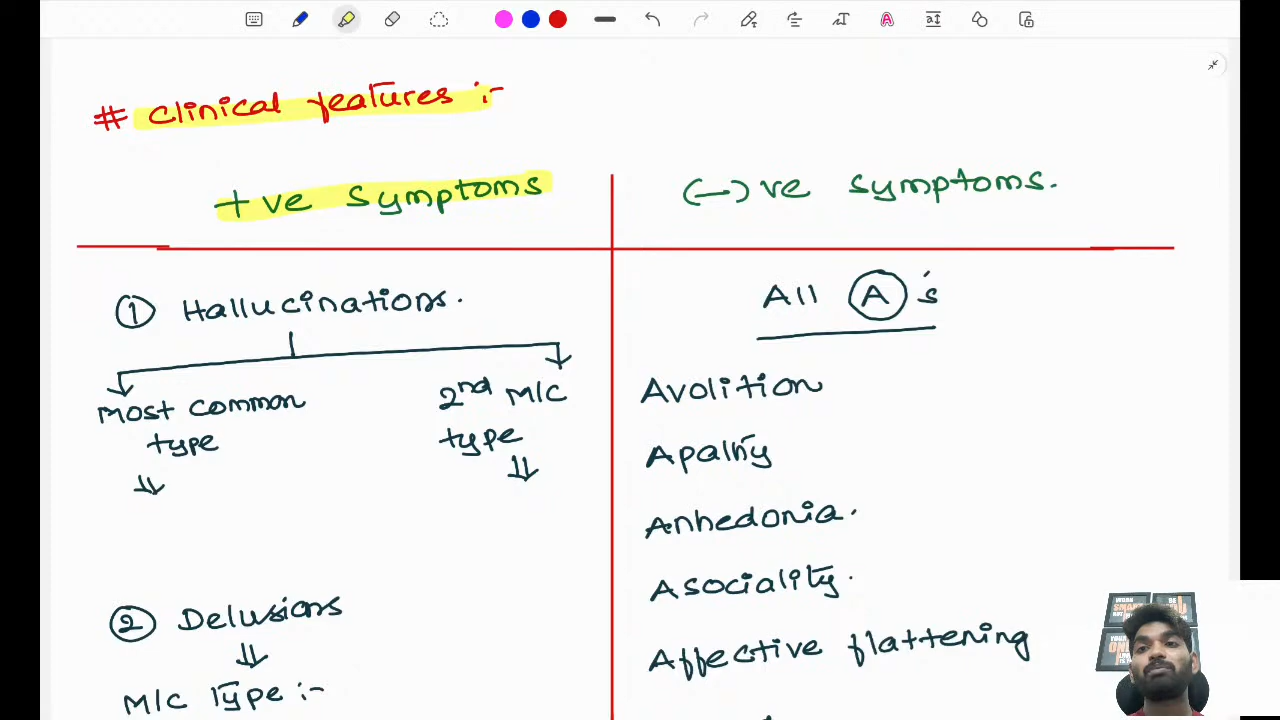 # Clinical features :-
+ve Symptoms
(-)ve symptoms.
① Hallucinations.
Most common type
2nd M/C type
② Delusions
M/C Type :-
All A's
Avolition
Apathy
Anhedonia.
Asociality.
Affective flattening